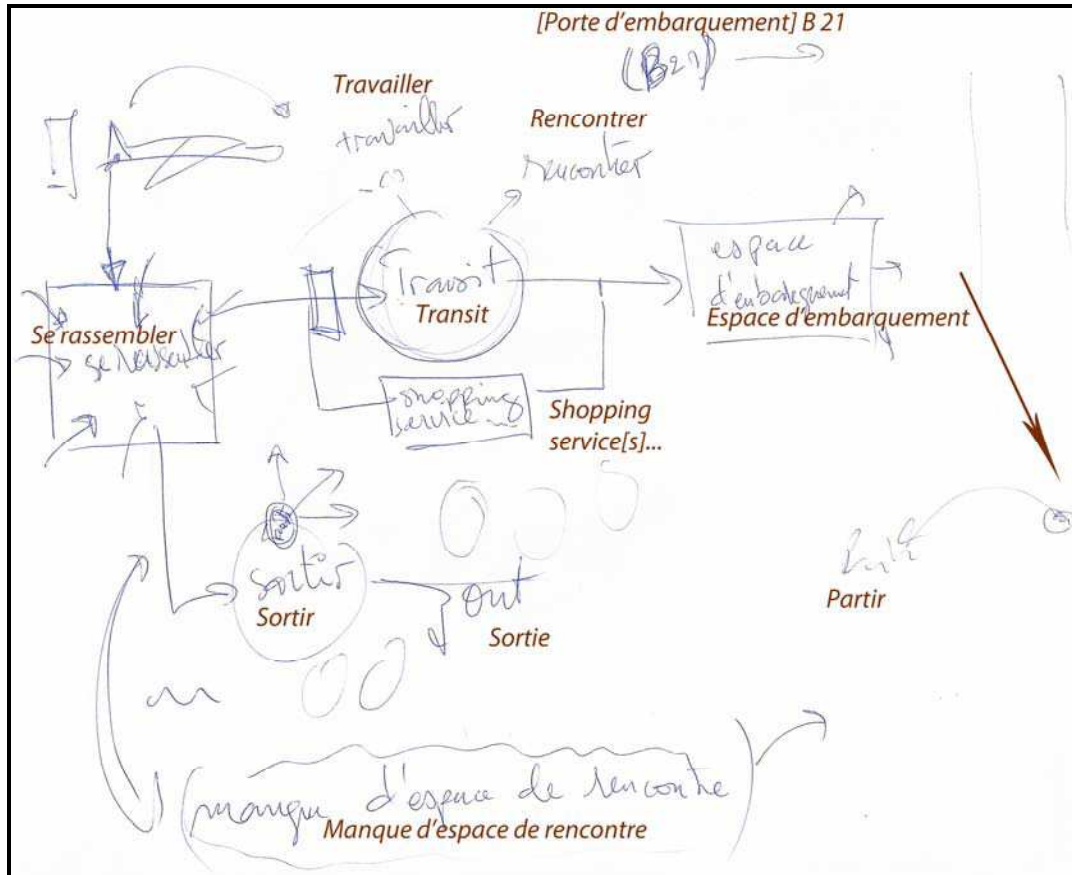 [Porte d'embarquement] B 21
(B21)
Travailler
travailler
Rencontrer
rencontrer
Transit
Transit
espace
d'embarquement
Espace d'embarquement
Se rassembler
se rassembler
shopping
service...
Shopping
service[s]...
sortir
Sortir
out
Sortie
Partir
Partir
manque d'espace de rencontre
Manque d'espace de rencontre